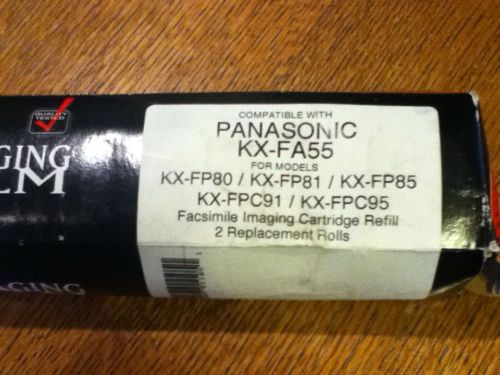 QUALITY
TESTED
GING
LM
COMPATIBLE WITH
PANASONIC
KX-FA55
FOR MODELS
KX-FP80 / KX-FP81 / KX-FP85
KX-FPC91 / KX-FPC95
Facsimile Imaging Cartridge Refill
2 Replacement Rolls
AGING